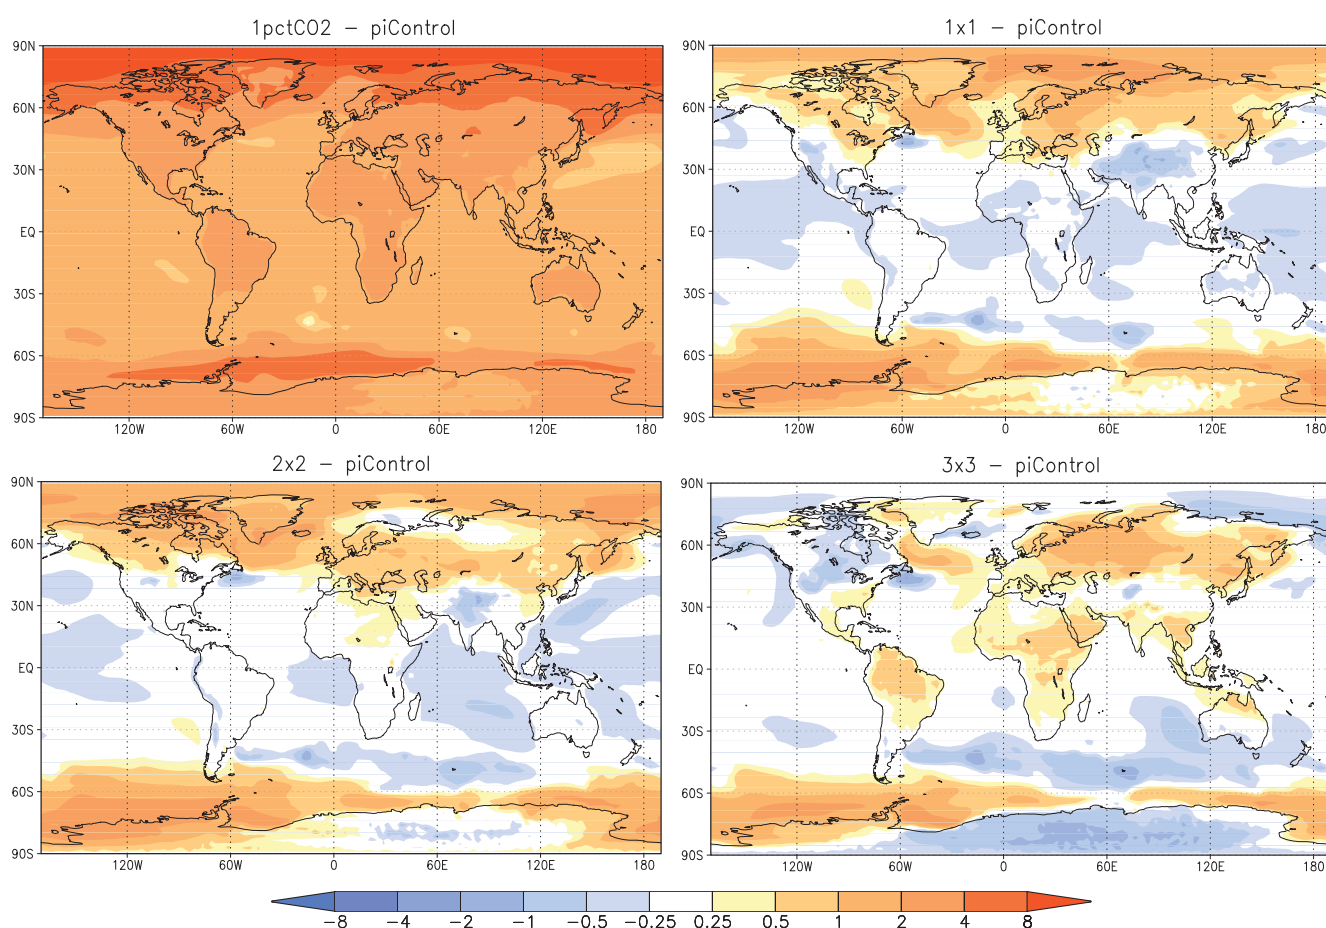 1pctCO2 – piControl
90N
60N
30N
EQ
30S
60S
90S
120W 60W 0 60E 120E 180
1x1 – piControl
90N
60N
30N
EQ
30S
60S
90S
120W 60W 0 60E 120E 180
2x2 – piControl
90N
60N
30N
EQ
30S
60S
90S
120W 60W 0 60E 120E 180
3x3 – piControl
90N
60N
30N
EQ
30S
60S
90S
120W 60W 0 60E 120E 180
−8 −4 −2 −1 −0.5 −0.25 0.25 0.5 1 2 4 8